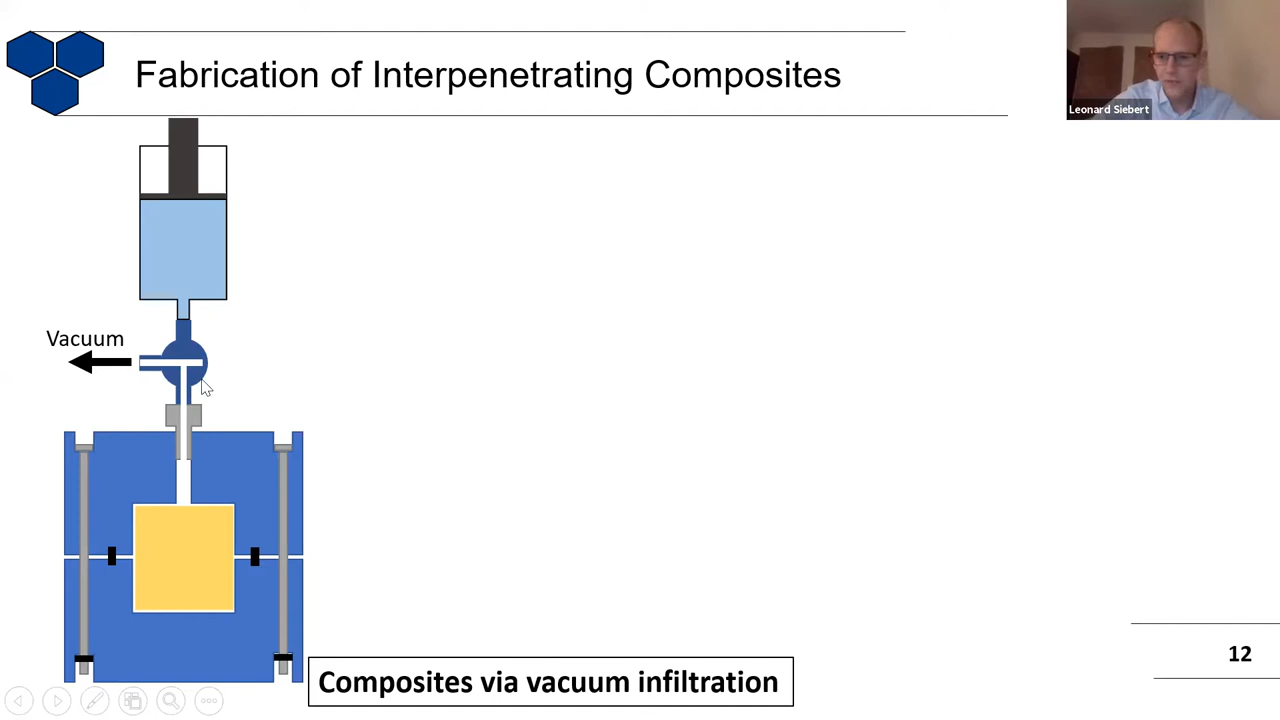 Fabrication of Interpenetrating Composites
Leonard Siebert
Vacuum
Composites via vacuum infiltration
12